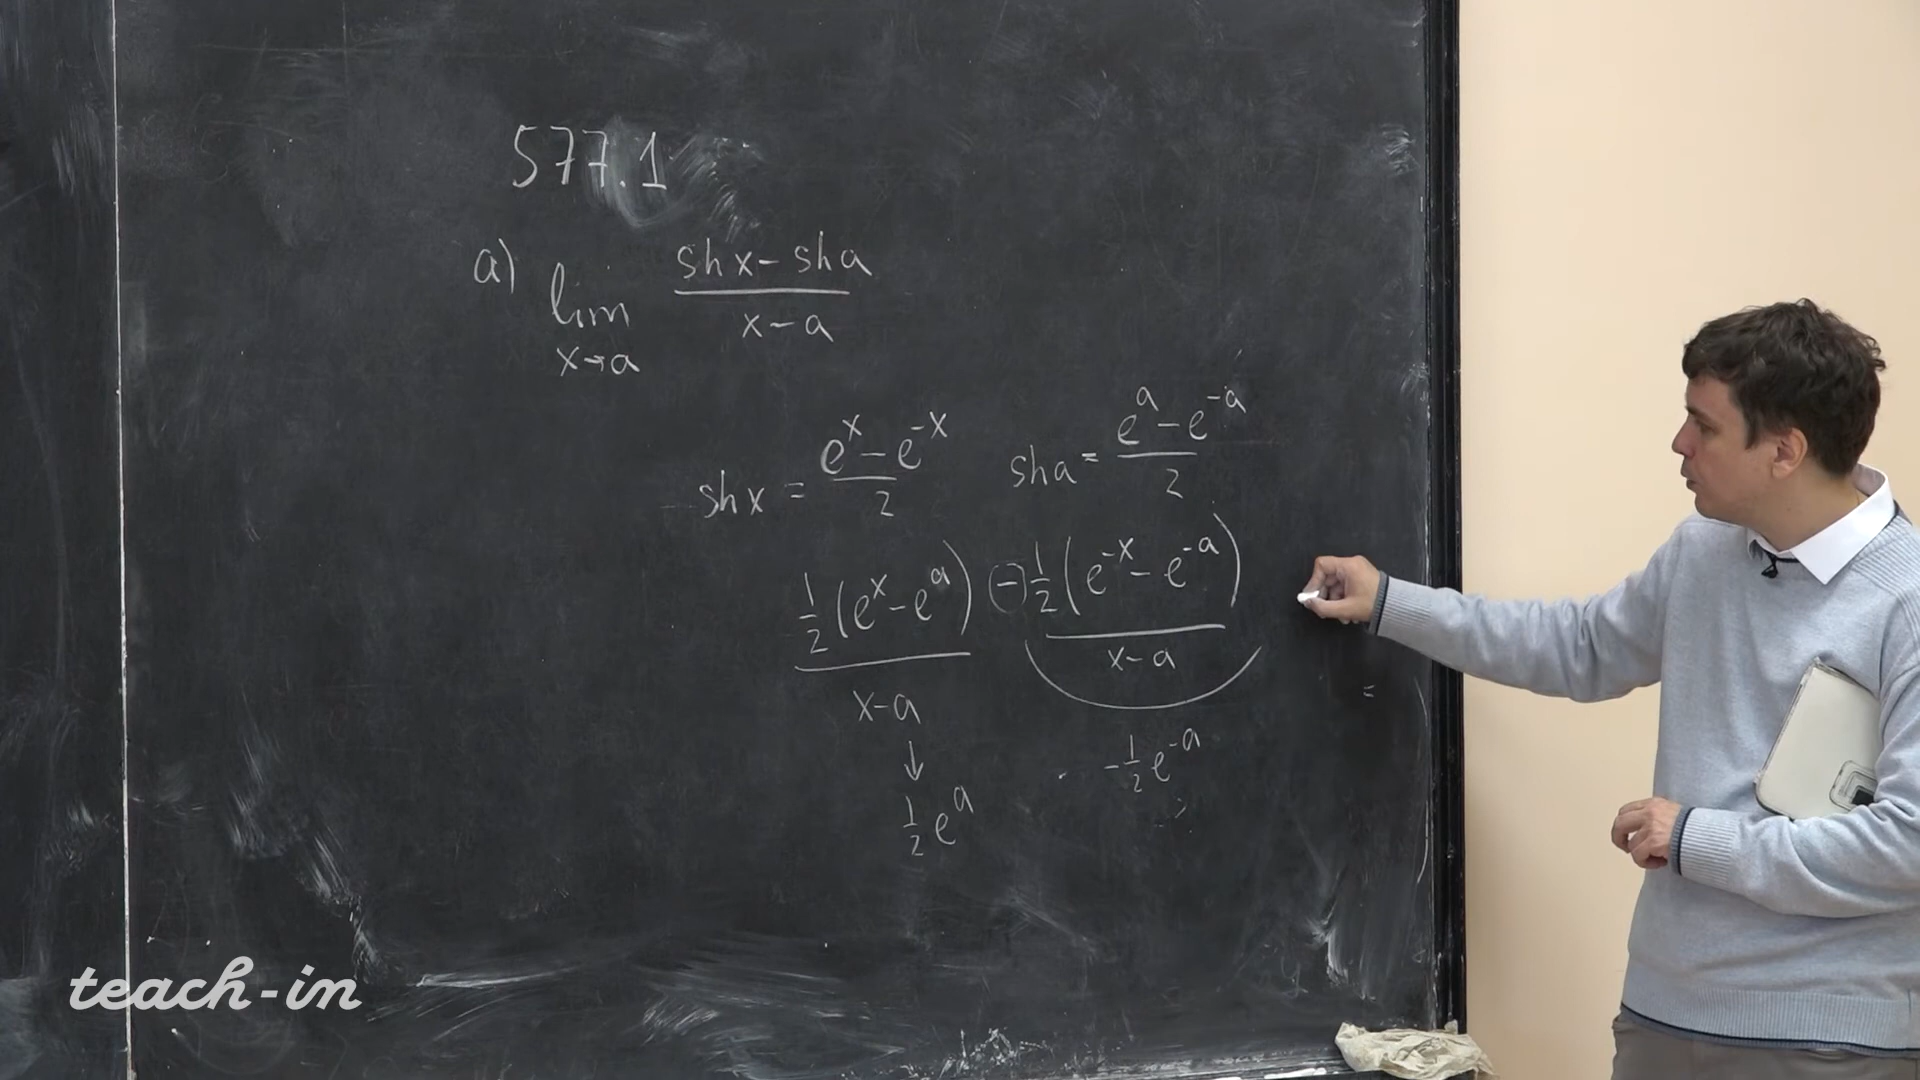 577.1
a) lim x→a (sh x − sh a)/(x − a)
sh x = (e^x − e^{-x})/2   sh a = (e^a − e^{-a})/2
(1/2(e^x − e^a))/(x − a) − (1/2(e^{-x} − e^{-a}))/(x − a) =
↓
1/2 e^a   −1/2 e^{-a}
teach-in